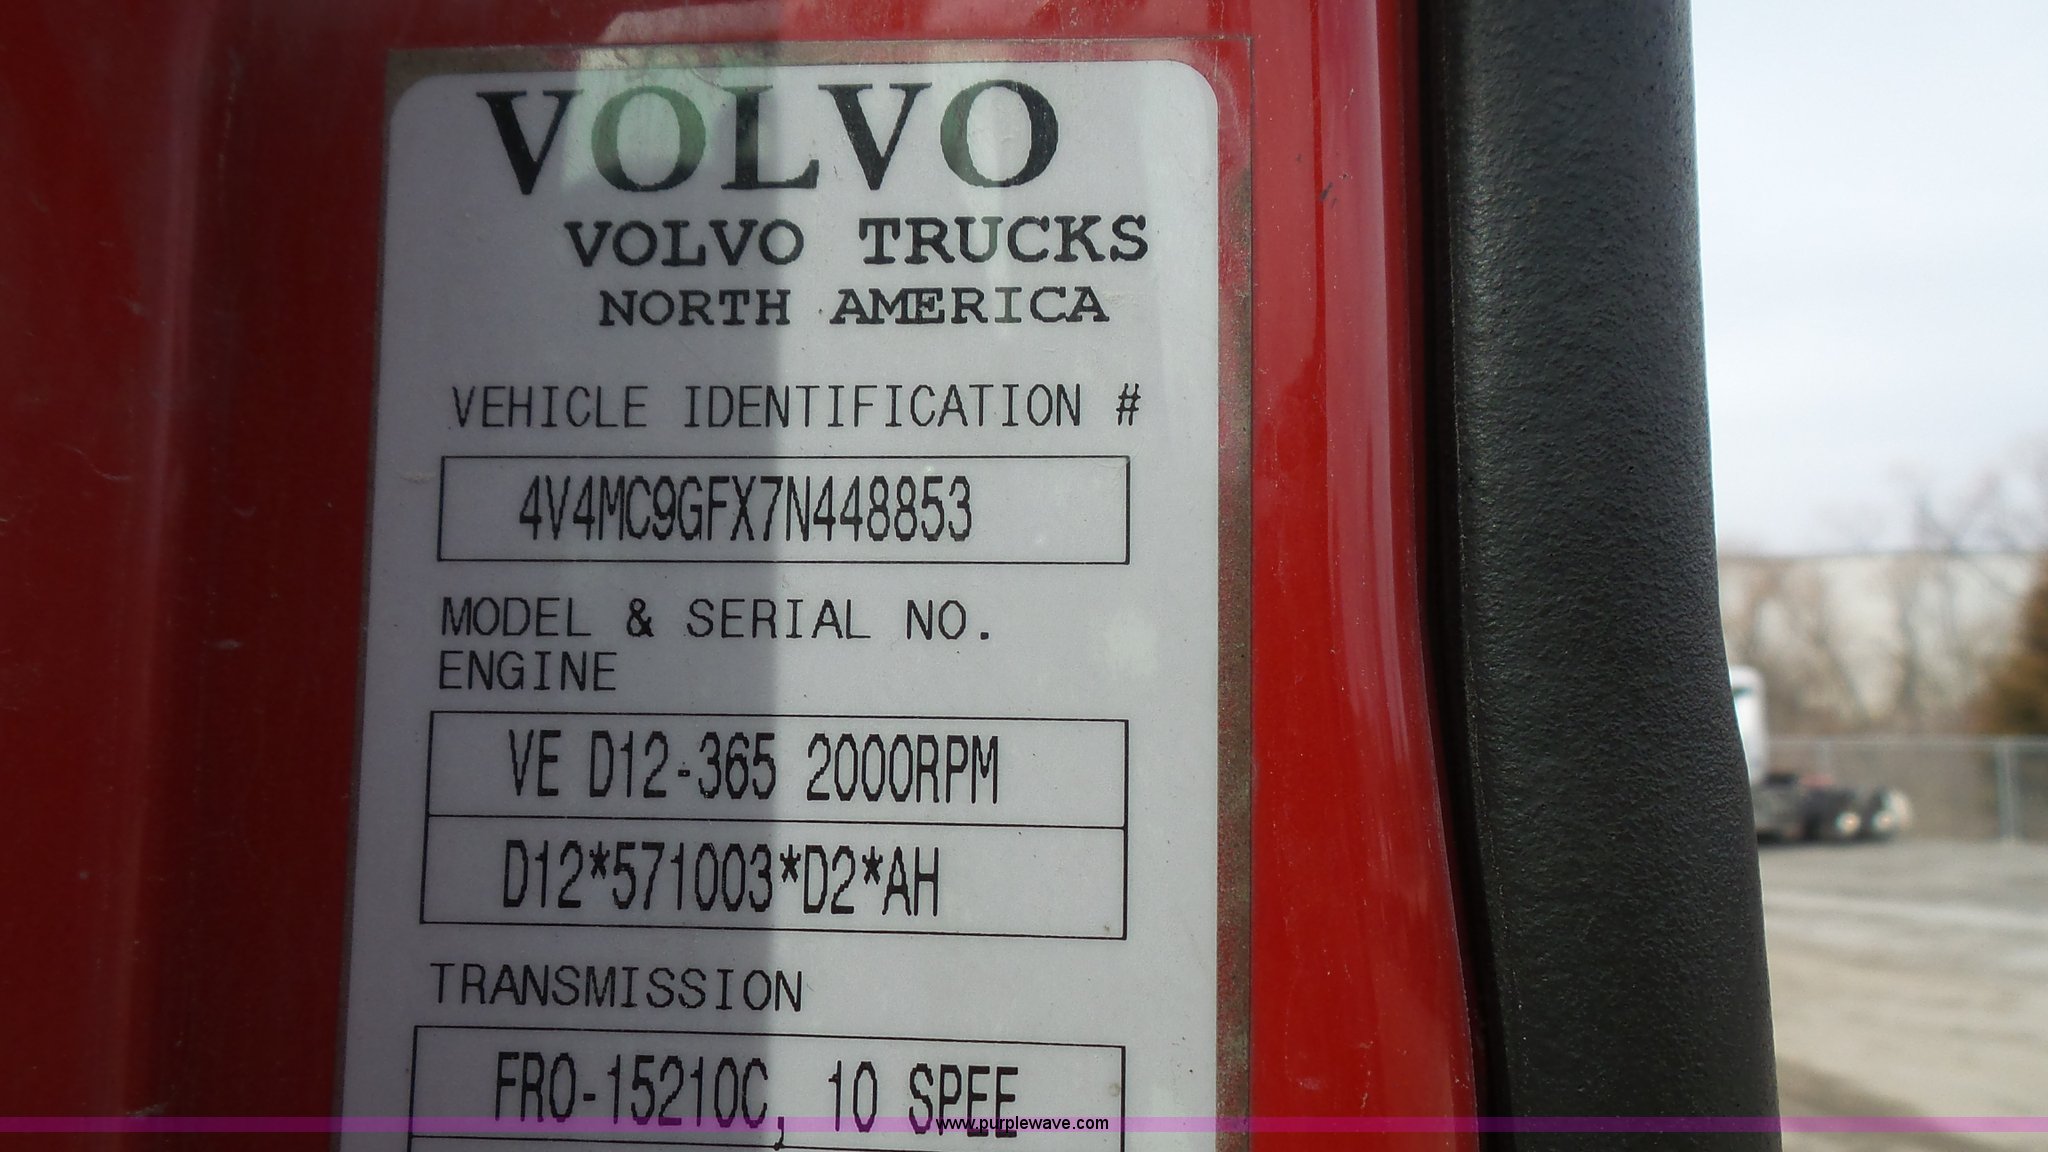 VOLVO
VOLVO TRUCKS
NORTH AMERICA
VEHICLE IDENTIFICATION #
4V4MC9GFX7N448853
MODEL & SERIAL NO.
ENGINE
VE D12-365 2000RPM
D12*571003*D2*AH
TRANSMISSION
FRO-15210C, 10 SPEE
www.purplewave.com